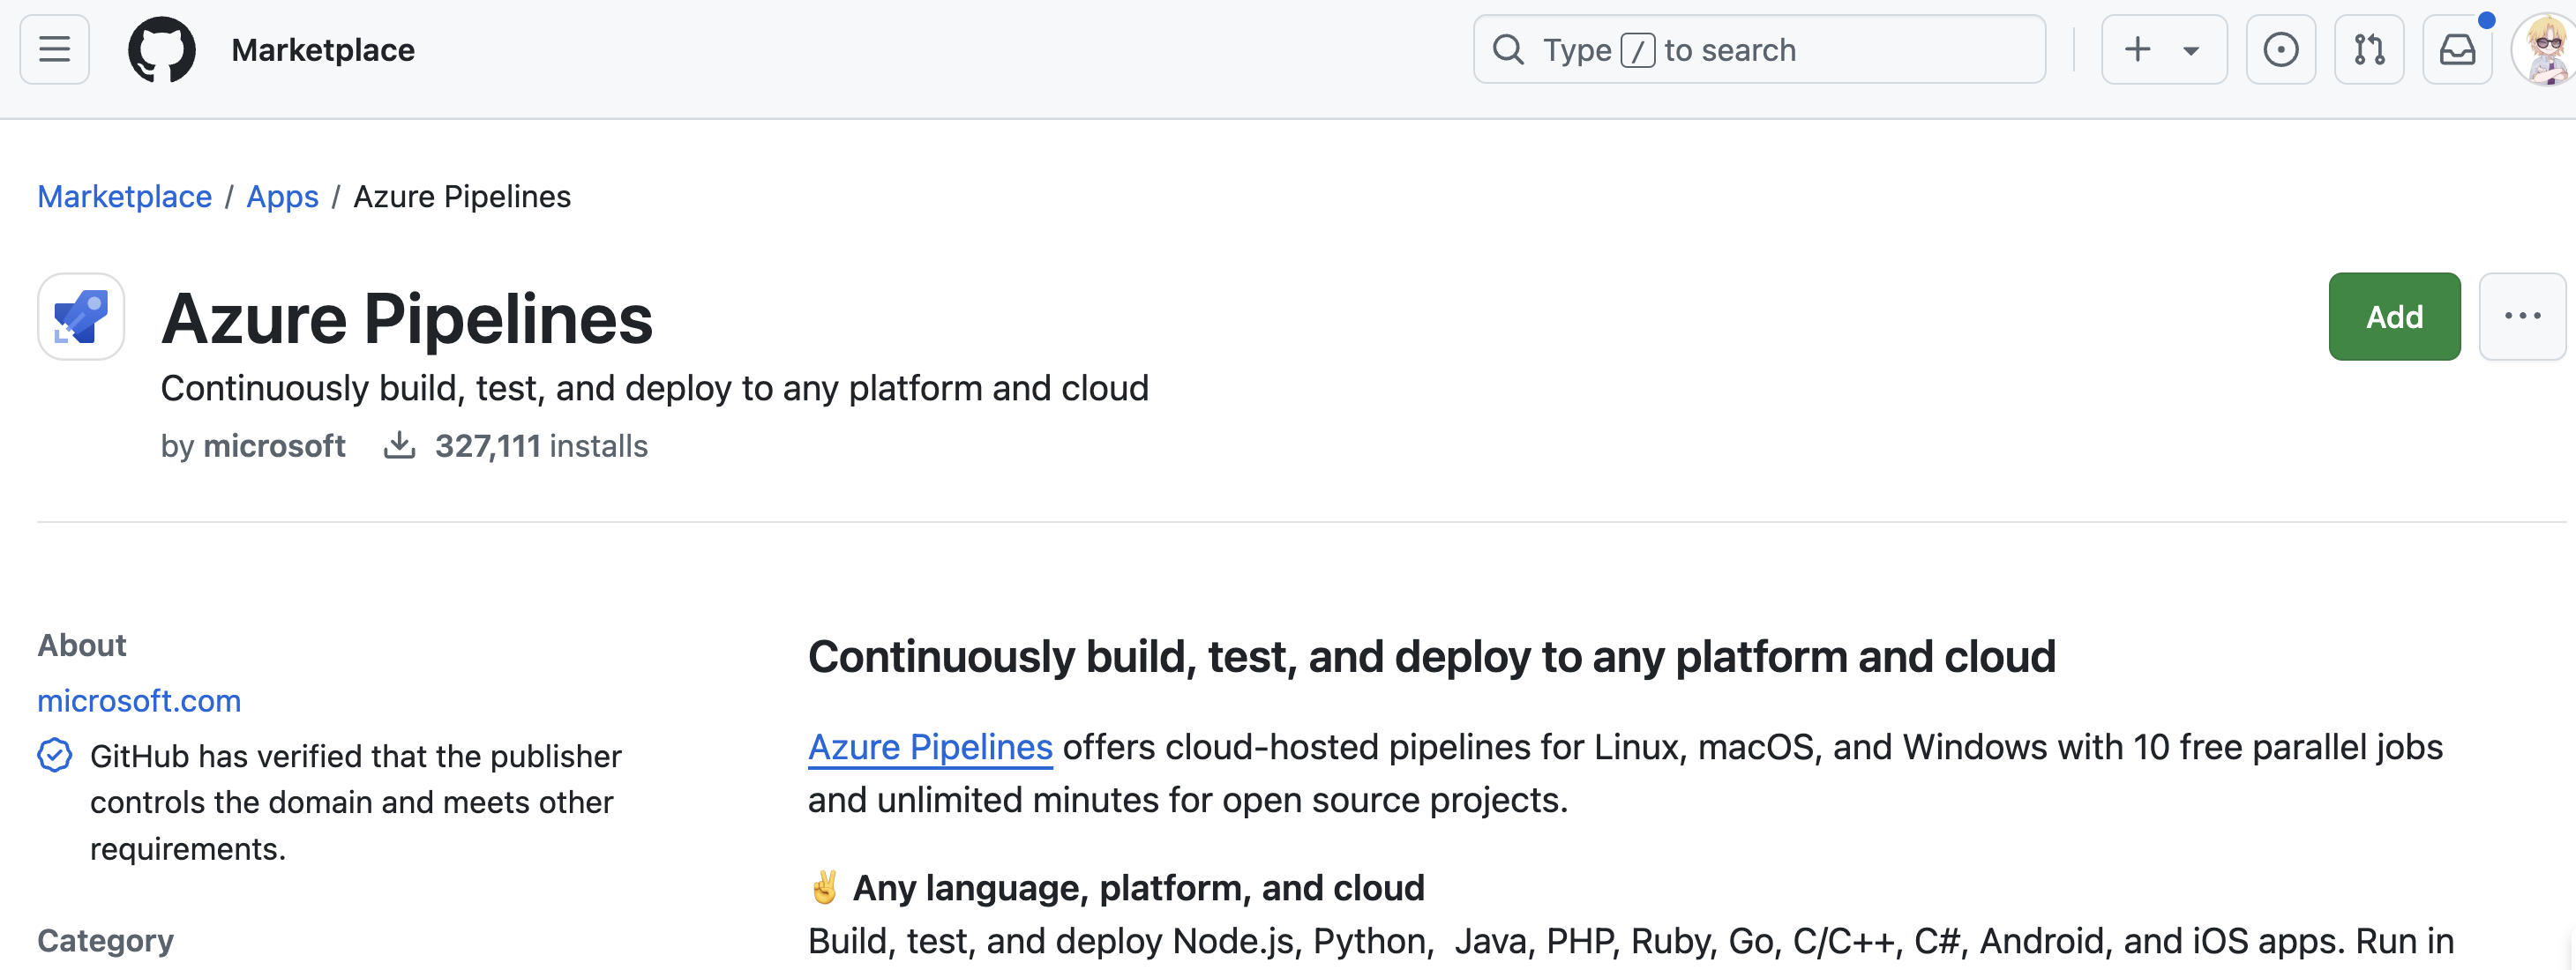 Marketplace
Type / to search
Marketplace / Apps / Azure Pipelines
Azure Pipelines
Add
Continuously build, test, and deploy to any platform and cloud
by microsoft 327,111 installs
About
microsoft.com
GitHub has verified that the publisher
controls the domain and meets other
requirements.
Category
Continuously build, test, and deploy to any platform and cloud
Azure Pipelines offers cloud-hosted pipelines for Linux, macOS, and Windows with 10 free parallel jobs
and unlimited minutes for open source projects.
✌️ Any language, platform, and cloud
Build, test, and deploy Node.js, Python, Java, PHP, Ruby, Go, C/C++, C#, Android, and iOS apps. Run in